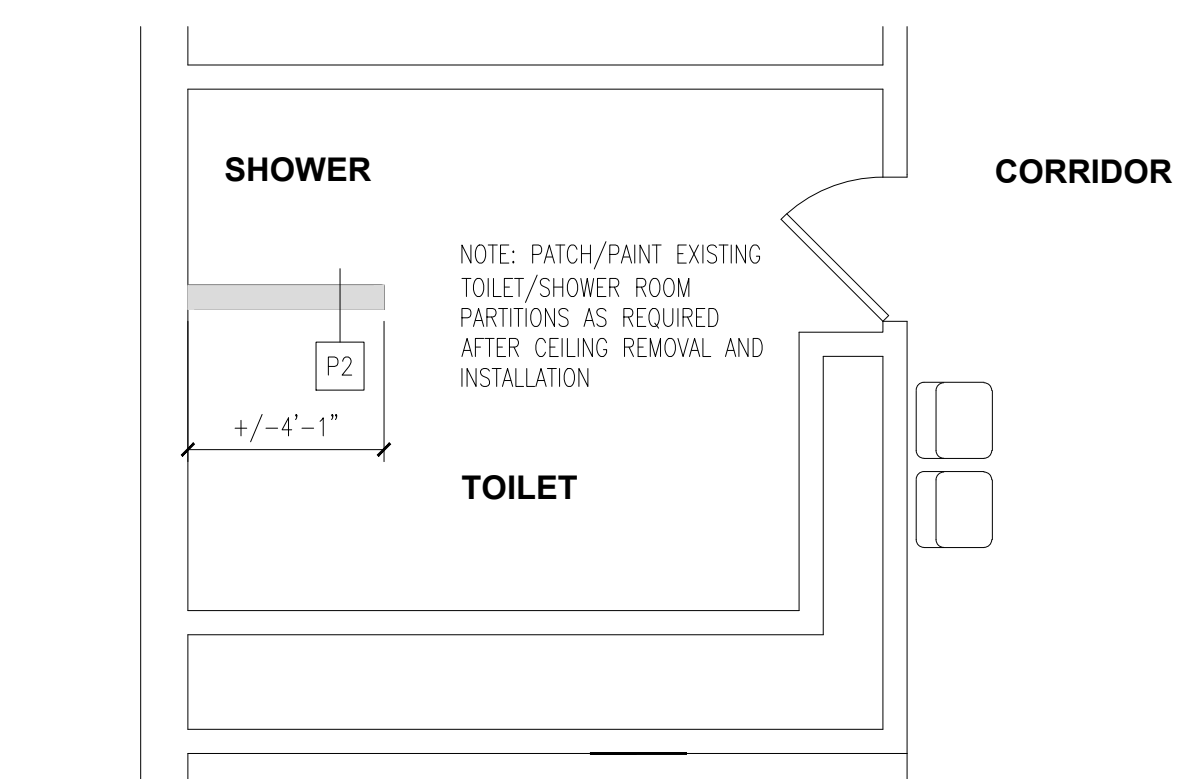 SHOWER
CORRIDOR
NOTE: PATCH/PAINT EXISTING
TOILET/SHOWER ROOM
PARTITIONS AS REQUIRED
AFTER CEILING REMOVAL AND
INSTALLATION
P2
+/-4'-1"
TOILET